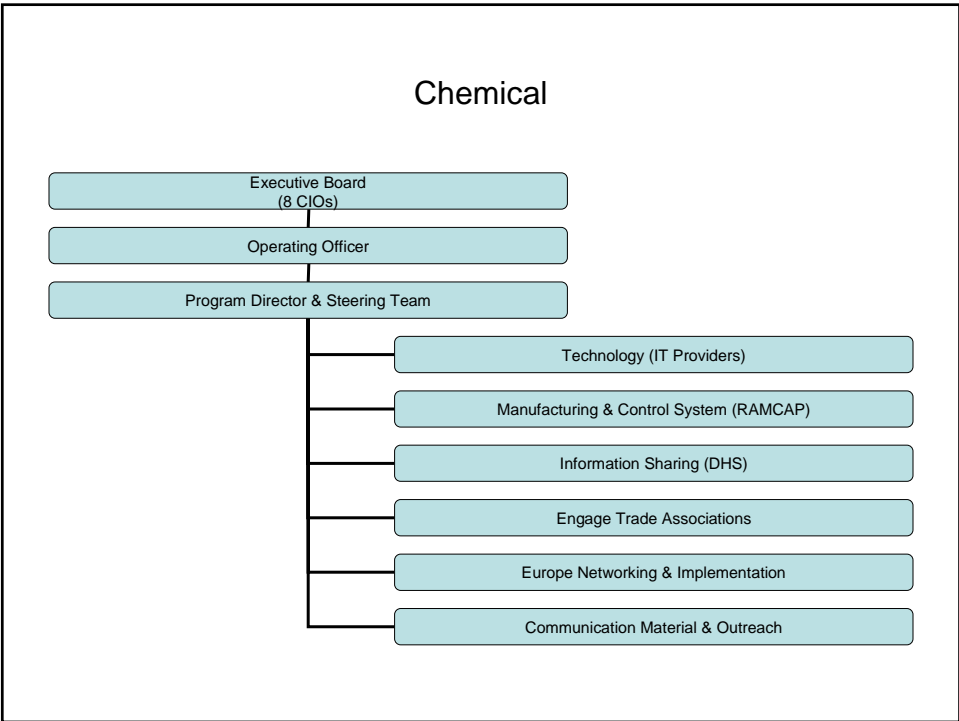 Chemical
Executive Board
(8 CIOs)
Operating Officer
Program Director & Steering Team
Technology (IT Providers)
Manufacturing & Control System (RAMCAP)
Information Sharing (DHS)
Engage Trade Associations
Europe Networking & Implementation
Communication Material & Outreach